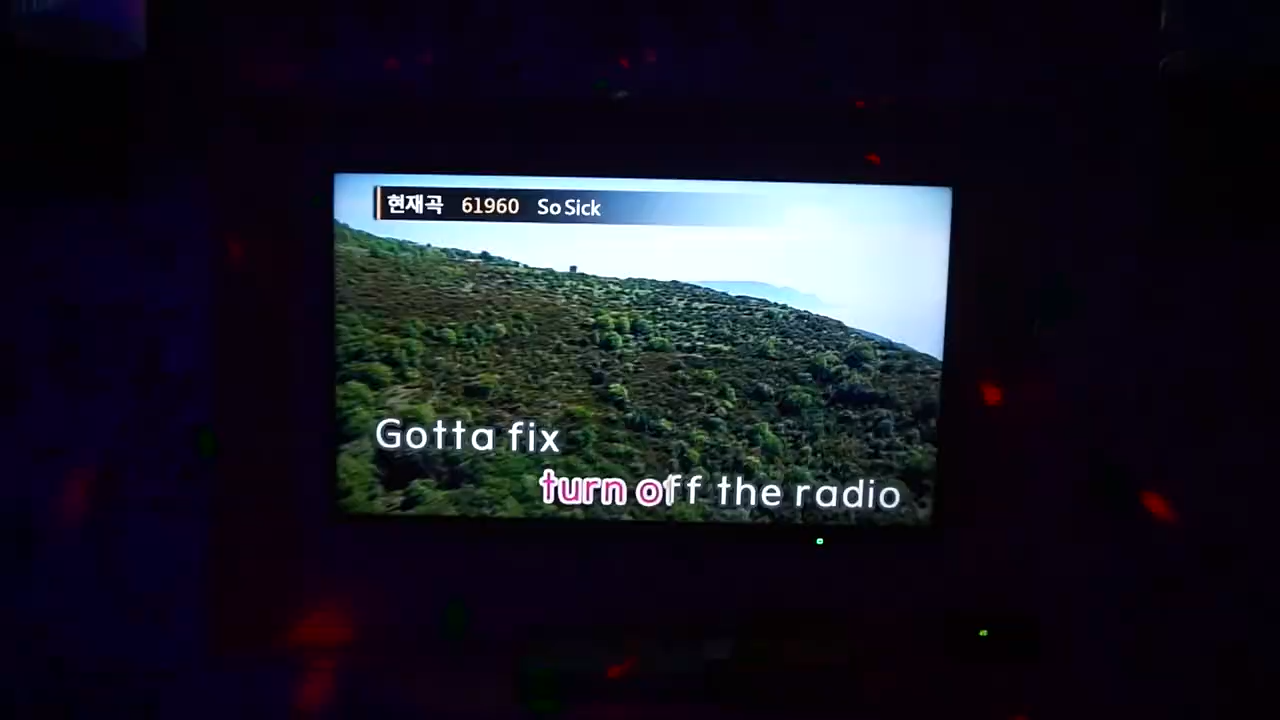 현재곡 61960 So Sick
Gotta fix
turn off the radio